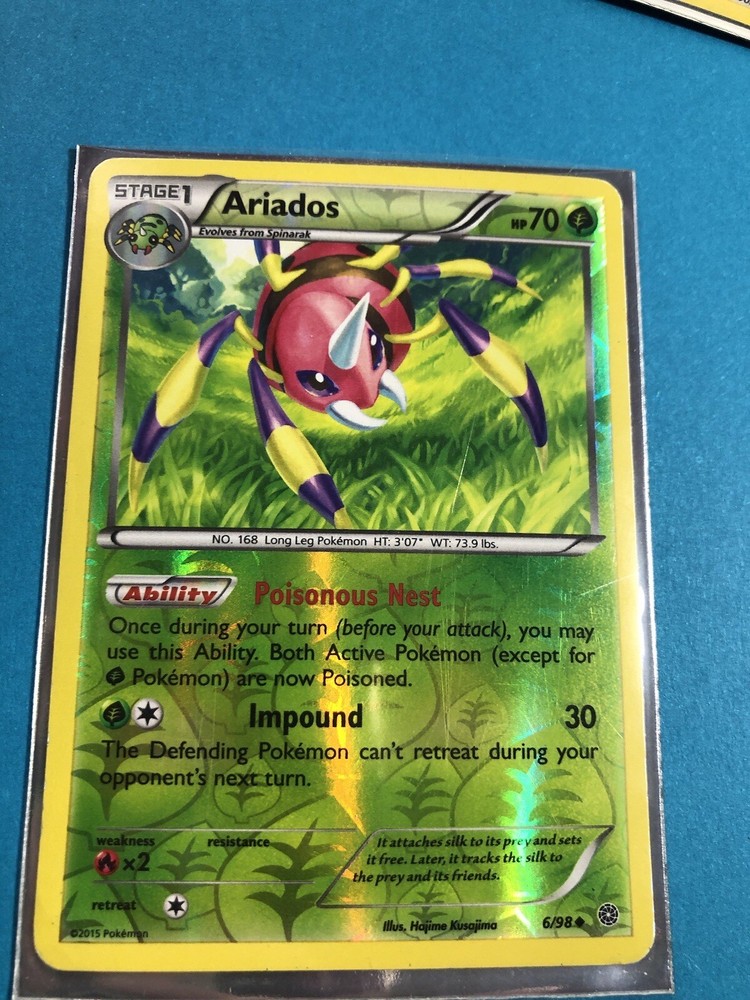 STAGE1 Ariados HP70
Evolves from Spinarak
NO. 168 Long Leg Pokémon HT: 3'07" WT: 73.9 lbs.
Ability Poisonous Nest
Once during your turn (before your attack), you may
use this Ability. Both Active Pokémon (except for
Pokémon) are now Poisoned.
Impound 30
The Defending Pokémon can't retreat during your
opponent's next turn.
weakness resistance
×2
retreat
It attaches silk to its prey and sets
it free. Later, it tracks the silk to
the prey and its friends.
Illus. Hajime Kusajima 6/98
©2015 Pokémon